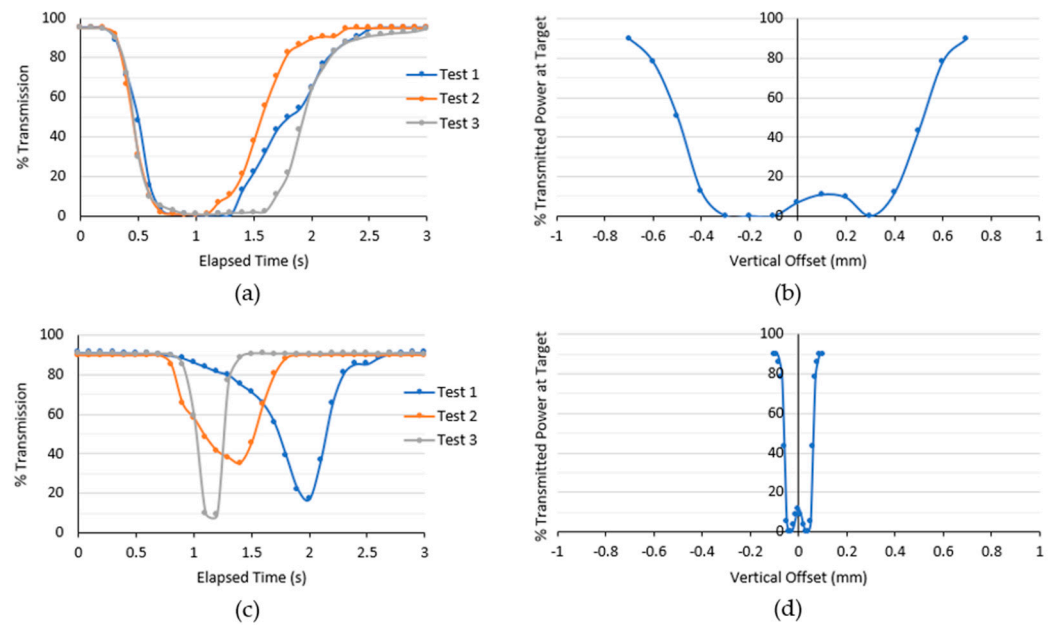 100
80
60
40
20
0
% Transmission
0 0.5 1 1.5 2 2.5 3
Elapsed Time (s)
Test 1
Test 2
Test 3
(a)
100
80
60
40
20
0
% Transmitted Power at Target
-1 -0.8 -0.6 -0.4 -0.2 0 0.2 0.4 0.6 0.8 1
Vertical Offset (mm)
(b)
100
80
60
40
20
0
% Transmission
0 0.5 1 1.5 2 2.5 3
Elapsed Time (s)
Test 1
Test 2
Test 3
(c)
100
80
60
40
20
0
% Transmitted Power at Target
-1 -0.8 -0.6 -0.4 -0.2 0 0.2 0.4 0.6 0.8 1
Vertical Offset (mm)
(d)